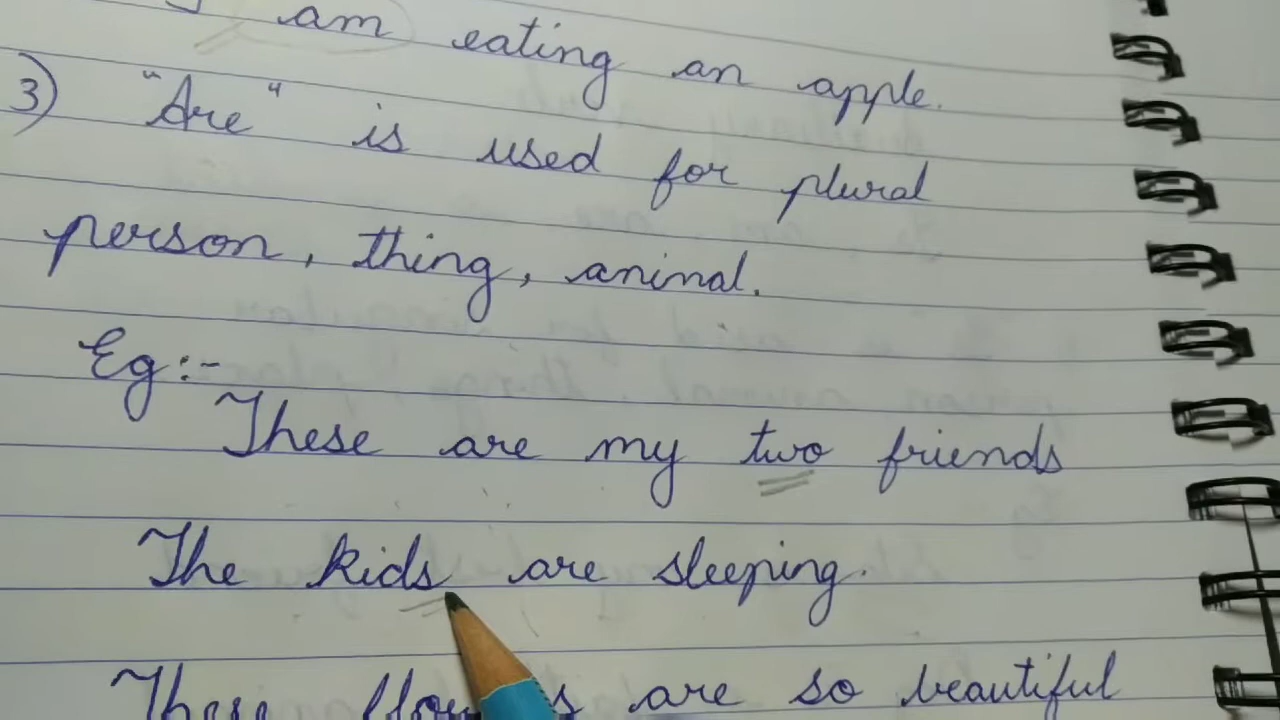 am eating an apple.
3) "Are" is used for plural
person, thing, animal.
Eg:-
These are my two friends
The kids are sleeping.
These are so beautiful